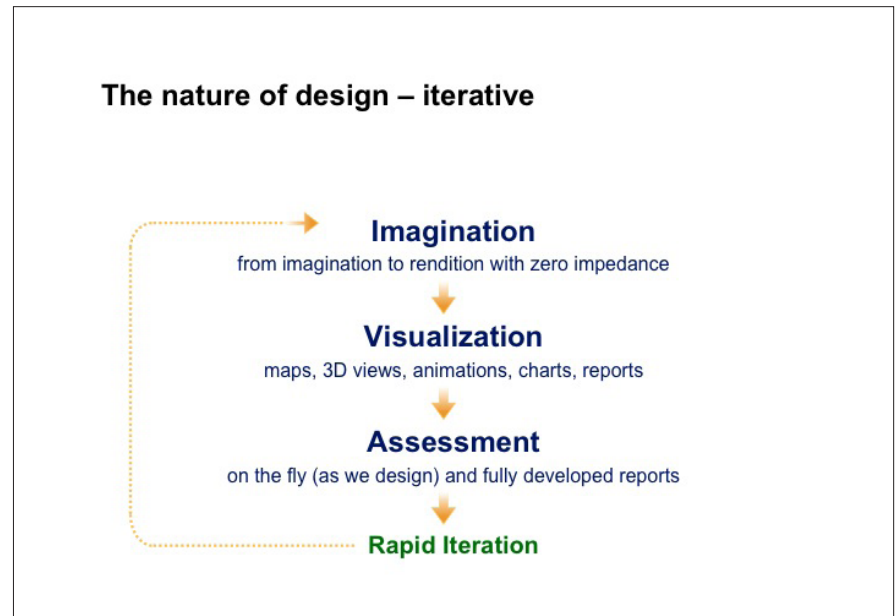 The nature of design – iterative
Imagination
from imagination to rendition with zero impedance
Visualization
maps, 3D views, animations, charts, reports
Assessment
on the fly (as we design) and fully developed reports
Rapid Iteration